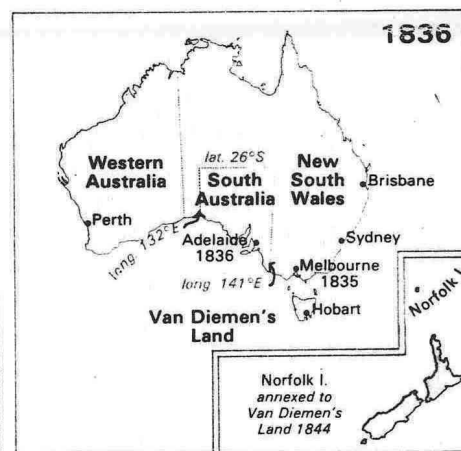 1836
Western
Australia
lat. 26°S
South
Australia
New
South
Wales
Brisbane
Perth
long. 132°E
Adelaide
1836
Sydney
long 141°E
Melbourne
1835
Van Diemen's
Land
Hobart
Norfolk I.
Norfolk I.
annexed to
Van Diemen's
Land 1844